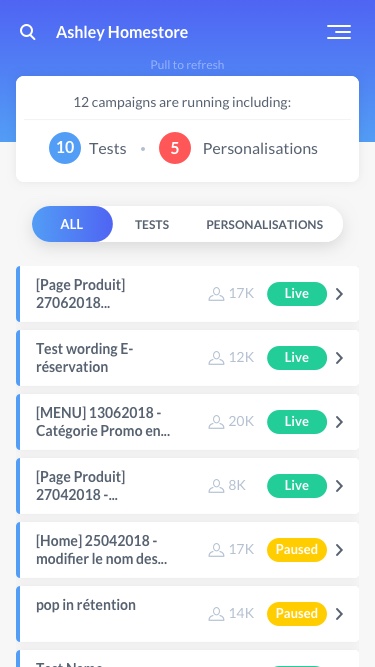 Ashley Homestore
Pull to refresh
12 campaigns are running including:
10 Tests • 5 Personalisations
ALL TESTS PERSONALISATIONS
[Page Produit]
27062018...
17K Live
Test wording E-
réservation
12K Live
[MENU] 13062018 -
Catégorie Promo en...
20K Live
[Page Produit]
27042018 -...
8K Live
[Home] 25042018 -
modifier le nom des...
17K Paused
pop in rétention
14K Paused